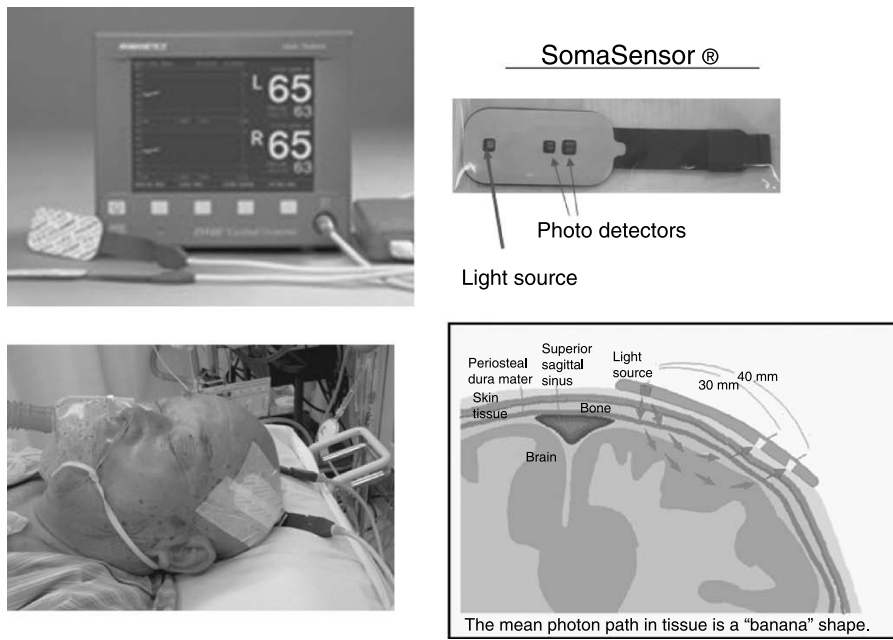 L 65
63
R 65
63
SomaSensor ®
Photo detectors
Light source
Periosteal
dura mater
Superior
sagittal
sinus
Light
source
40 mm
30 mm
Skin
tissue
Bone
Brain
The mean photon path in tissue is a “banana” shape.